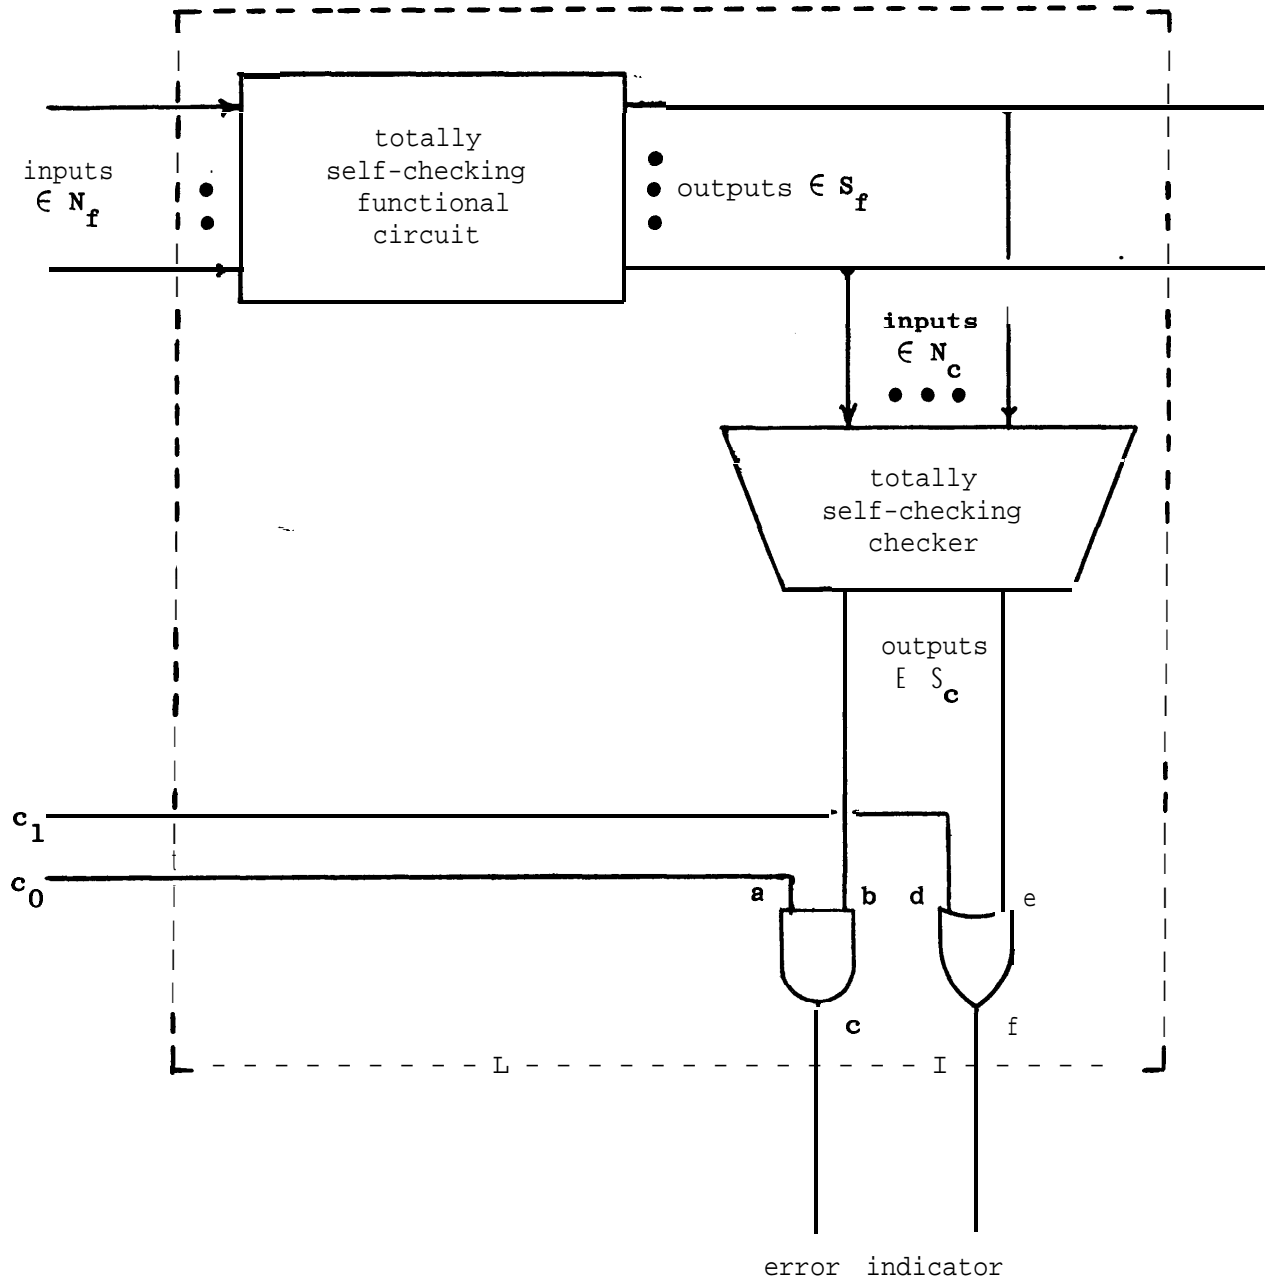 totally
self-checking
functional
circuit
inputs
∈ N_f
outputs ∈ S_f
inputs
∈ N_c
totally
self-checking
checker
outputs
E S_c
c_1
c_0
a
b
d
e
c
f
L
I
error indicator